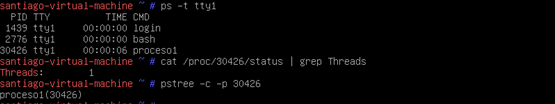 santiago-virtual-machine ~ # ps -t tty1
  PID TTY          TIME CMD
 1439 tty1     00:00:00 login
 2776 tty1     00:00:00 bash
30426 tty1     00:00:06 proceso1
santiago-virtual-machine ~ # cat /proc/30426/status | grep Threads
Threads:        1
santiago-virtual-machine ~ # pstree -c -p 30426
proceso1(30426)
santiago-virtual-machine ~ #